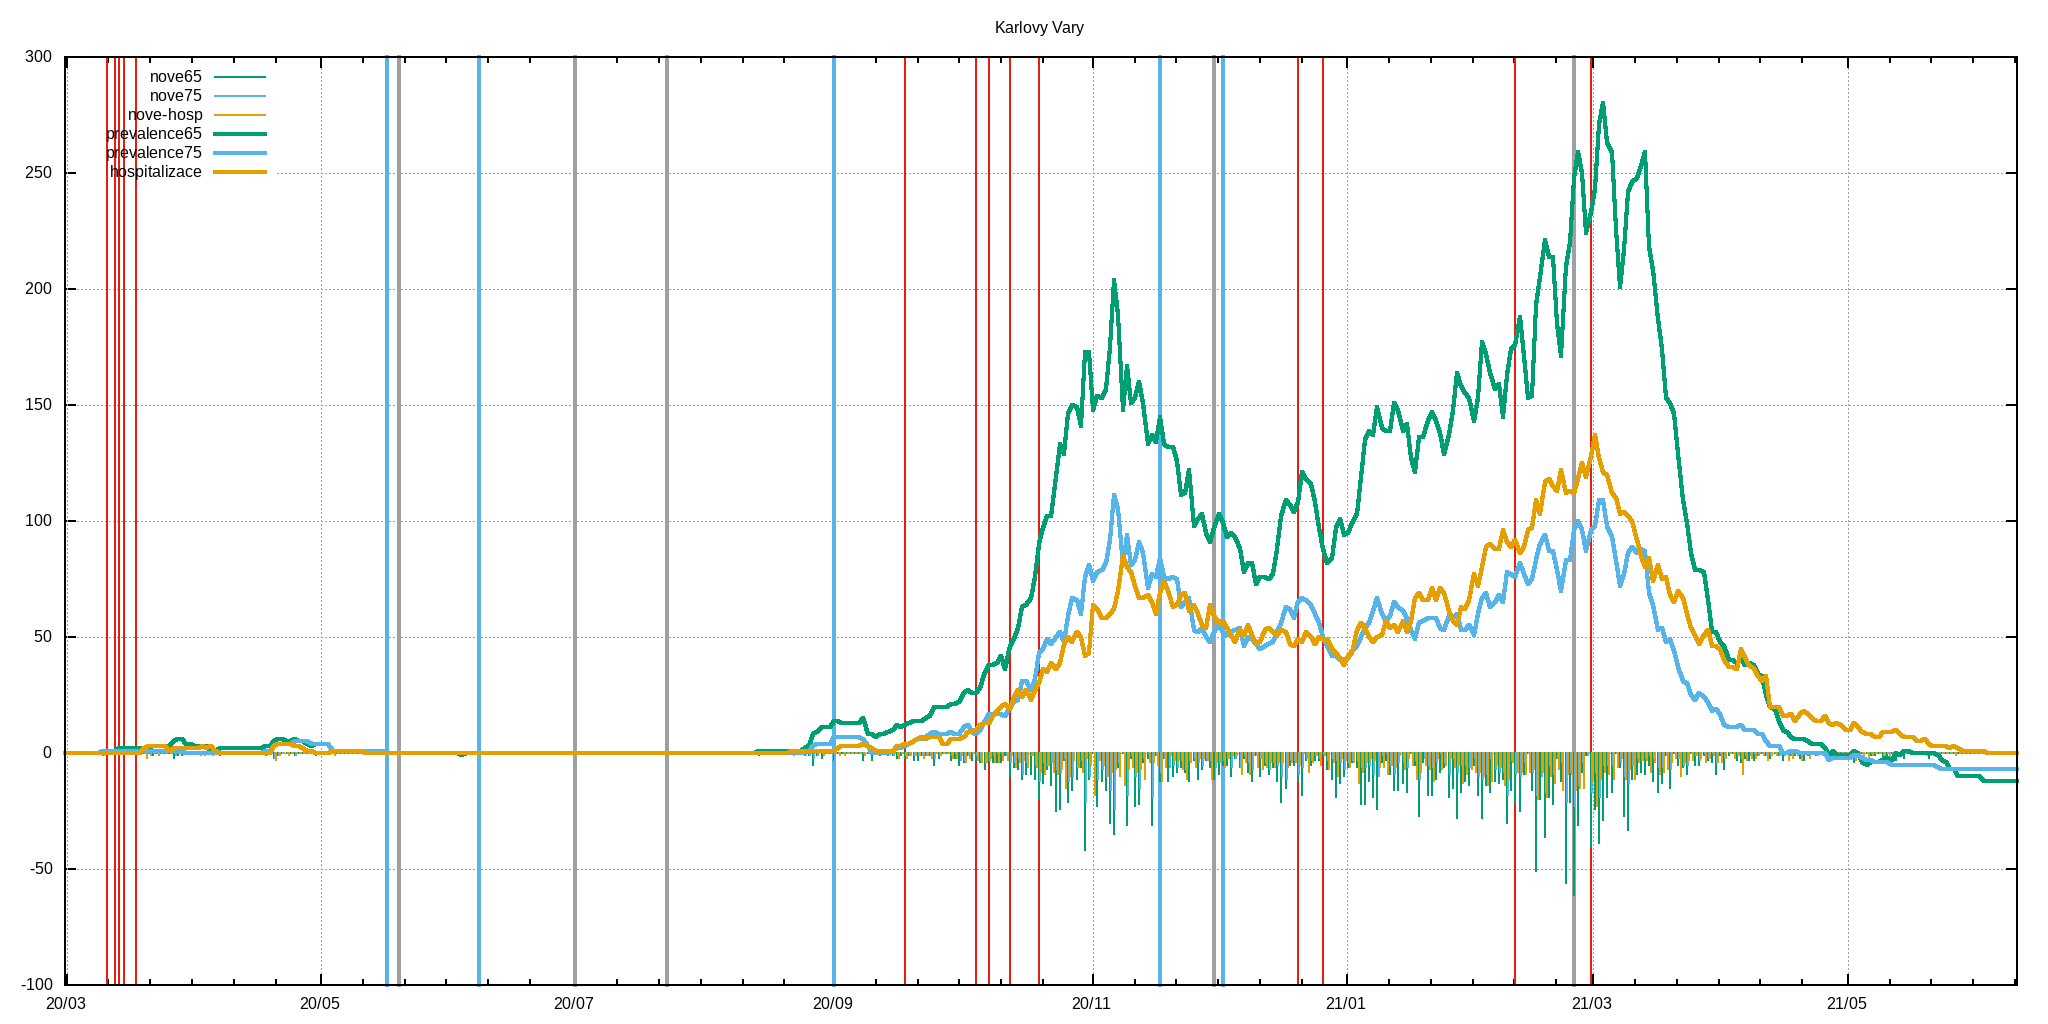 Karlovy Vary
300
250
200
150
100
50
0
-50
-100
nove65
nove75
nove-hosp
prevalence65
prevalence75
hospitalizace
20/03 20/05 20/07 20/09 20/11 21/01 21/03 21/05